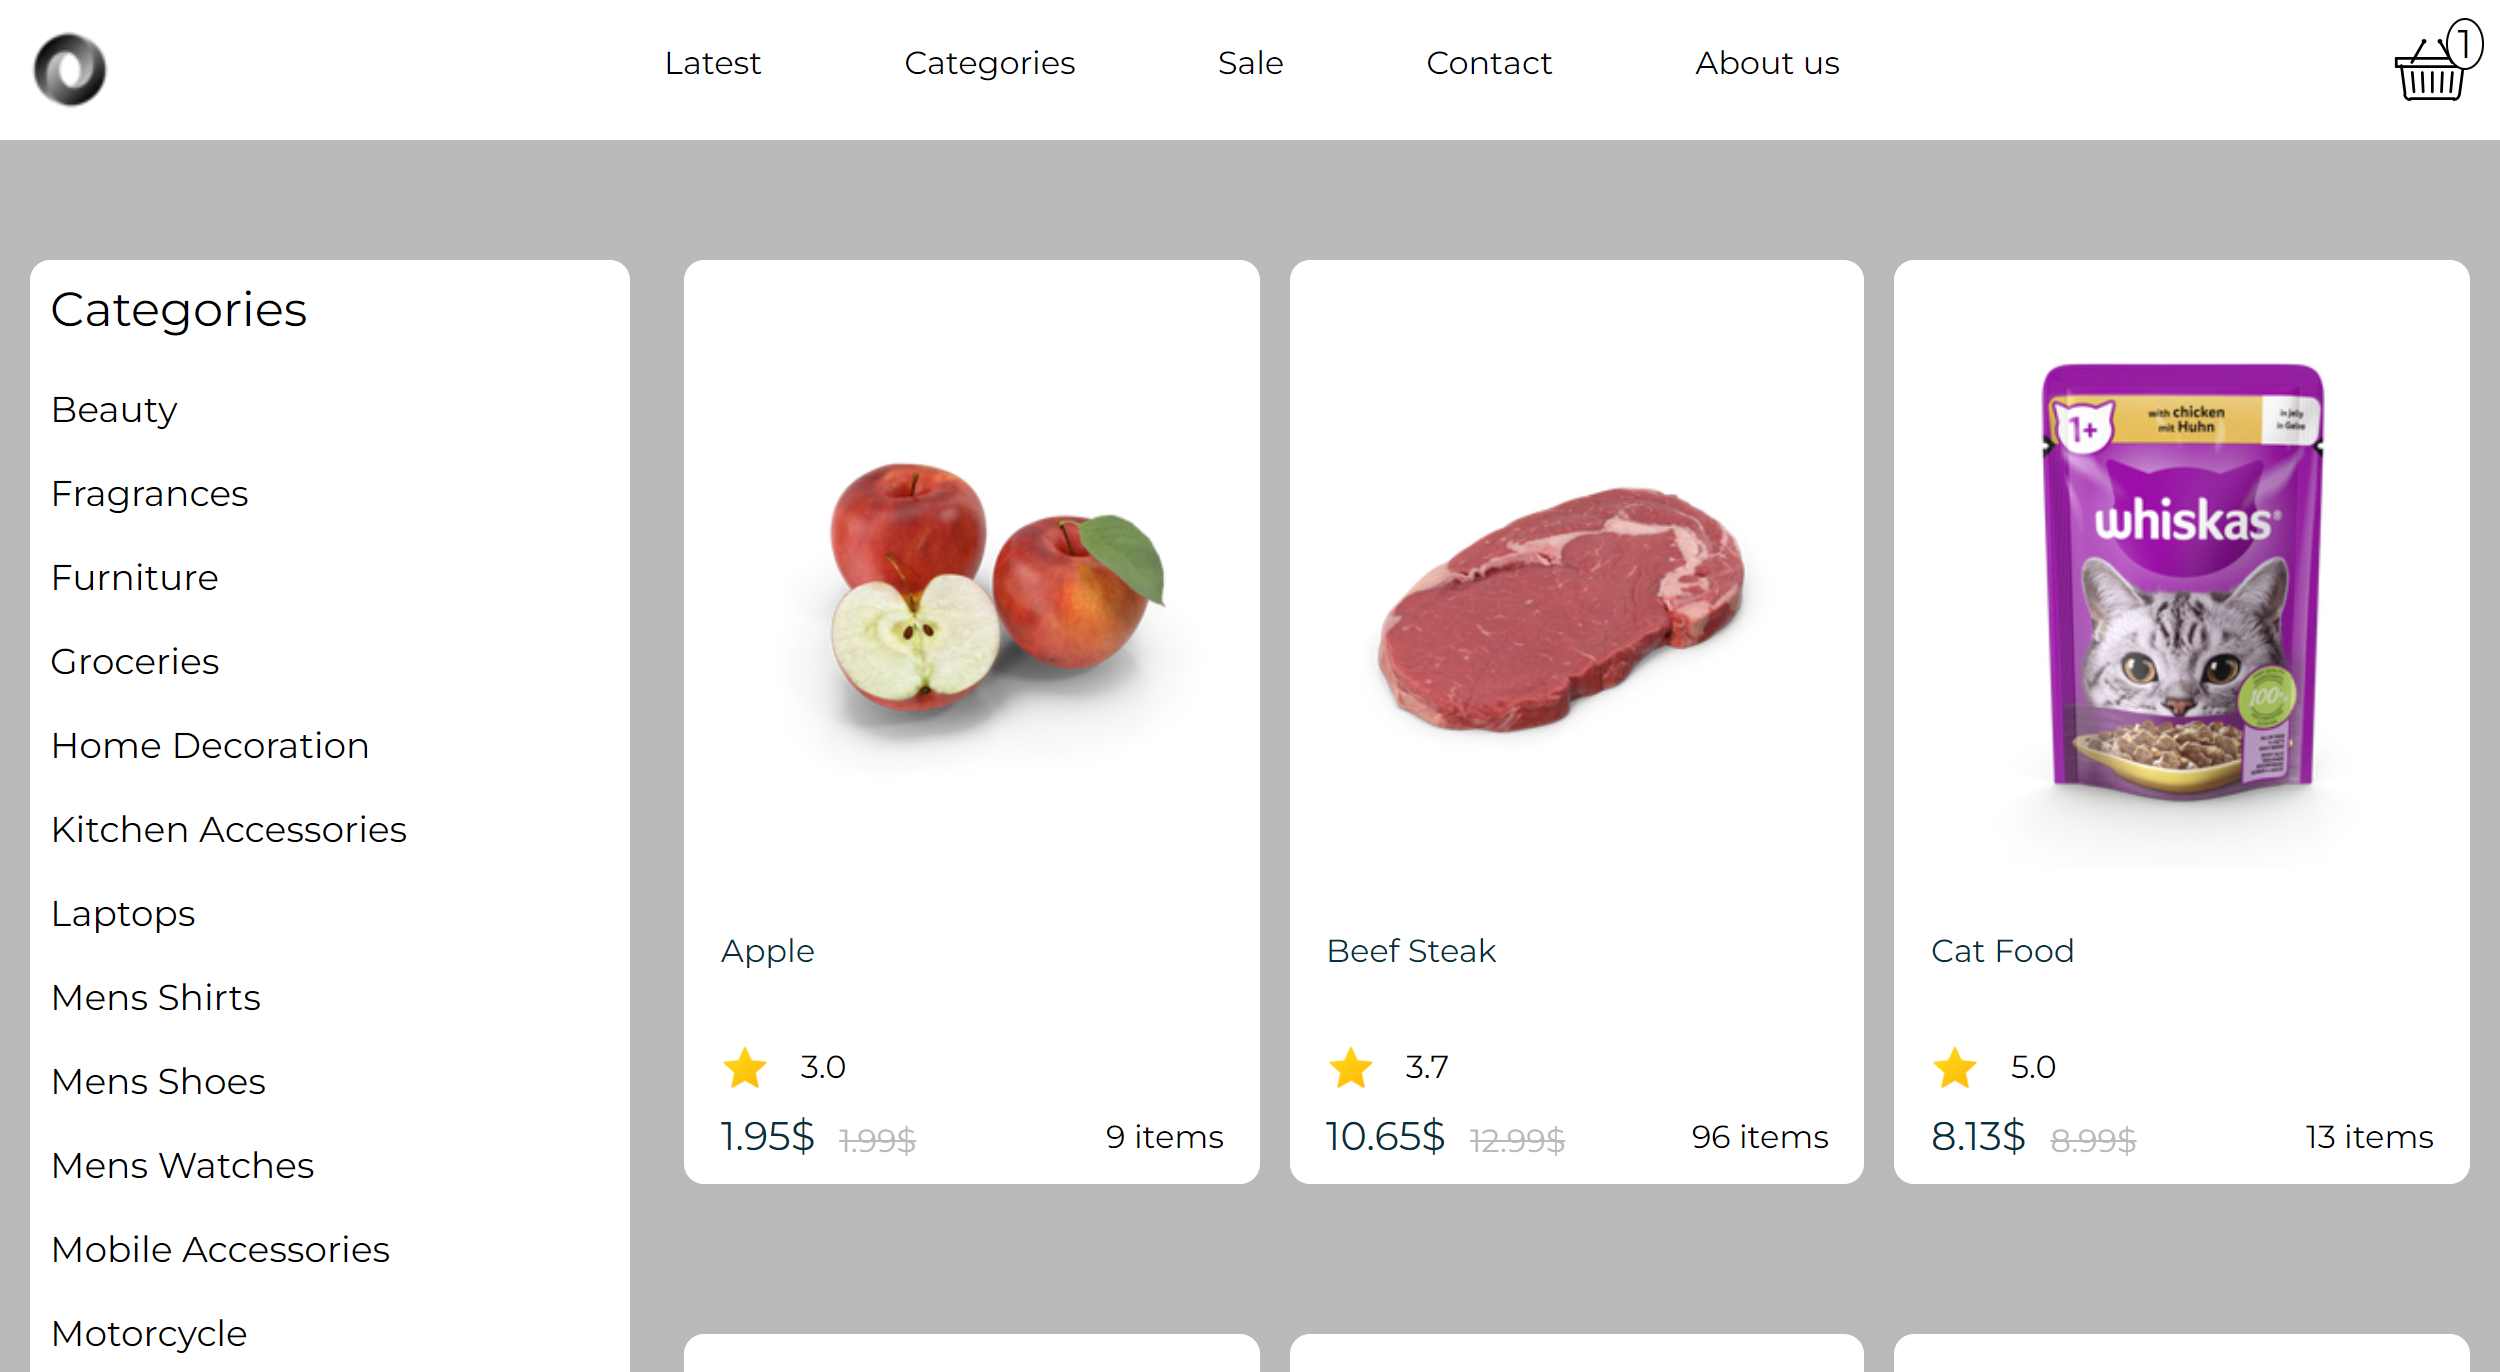 Latest
Categories
Sale
Contact
About us
1
Categories
Beauty
Fragrances
Furniture
Groceries
Home Decoration
Kitchen Accessories
Laptops
Mens Shirts
Mens Shoes
Mens Watches
Mobile Accessories
Motorcycle
Apple
3.0
1.95$ 1.99$
9 items
Beef Steak
3.7
10.65$ 12.99$
96 items
1+
with chicken
mit Huhn
in jelly
in Gelee
whiskas®
100%
Cat Food
5.0
8.13$ 8.99$
13 items